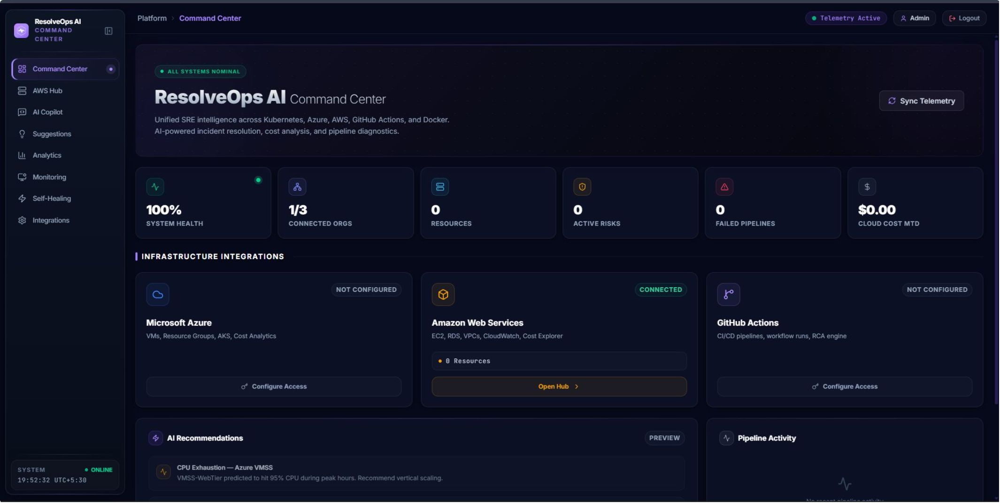 ResolveOps AI
COMMAND
CENTER
Command Center
AWS Hub
AI Copilot
Suggestions
Analytics
Monitoring
Self-Healing
Integrations
SYSTEM ONLINE
19:52:32 UTC+5:30
Platform > Command Center
Telemetry Active
Admin
Logout
ALL SYSTEMS NOMINAL
ResolveOps AI Command Center
Unified SRE intelligence across Kubernetes, Azure, AWS, GitHub Actions, and Docker.
AI-powered incident resolution, cost analysis, and pipeline diagnostics.
Sync Telemetry
100%
SYSTEM HEALTH
1/3
CONNECTED ORGS
0
RESOURCES
0
ACTIVE RISKS
0
FAILED PIPELINES
$0.00
CLOUD COST MTD
INFRASTRUCTURE INTEGRATIONS
NOT CONFIGURED
Microsoft Azure
VMs, Resource Groups, AKS, Cost Analytics
Configure Access
CONNECTED
Amazon Web Services
EC2, RDS, VPCs, CloudWatch, Cost Explorer
0 Resources
Open Hub
NOT CONFIGURED
GitHub Actions
CI/CD pipelines, workflow runs, RCA engine
Configure Access
AI Recommendations
PREVIEW
CPU Exhaustion — Azure VMSS
VMSS-WebTier predicted to hit 95% CPU during peak hours. Recommend vertical scaling.
Pipeline Activity
No recent pipeline activity